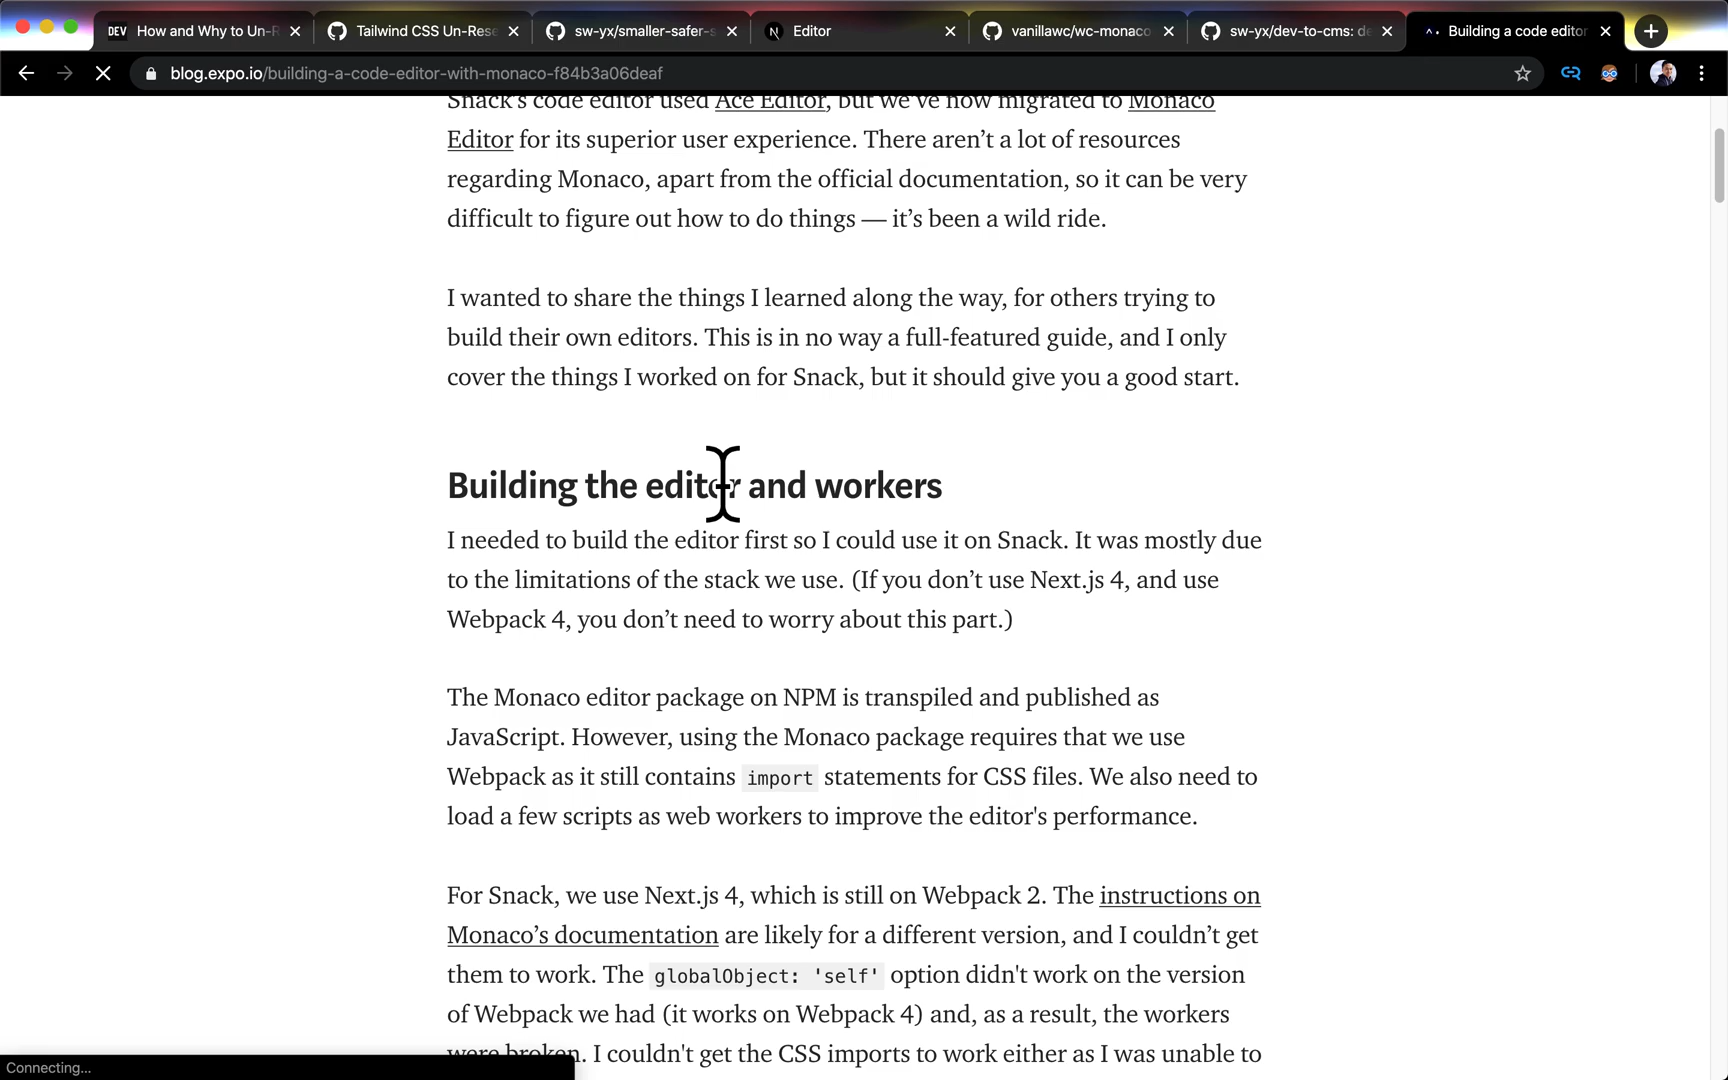 DEV How and Why to Un-R
Tailwind CSS Un-Rese
sw-yx/smaller-safer-s
N Editor
vanillawc/wc-monaco
sw-yx/dev-to-cms: de
Building a code editor
blog.expo.io/building-a-code-editor-with-monaco-f84b3a06deaf
Snack's code editor used Ace Editor, but we've now migrated to Monaco
Editor for its superior user experience. There aren’t a lot of resources
regarding Monaco, apart from the official documentation, so it can be very
difficult to figure out how to do things — it’s been a wild ride.
I wanted to share the things I learned along the way, for others trying to
build their own editors. This is in no way a full-featured guide, and I only
cover the things I worked on for Snack, but it should give you a good start.
Building the editor and workers
I needed to build the editor first so I could use it on Snack. It was mostly due
to the limitations of the stack we use. (If you don’t use Next.js 4, and use
Webpack 4, you don’t need to worry about this part.)
The Monaco editor package on NPM is transpiled and published as
JavaScript. However, using the Monaco package requires that we use
Webpack as it still contains import statements for CSS files. We also need to
load a few scripts as web workers to improve the editor's performance.
For Snack, we use Next.js 4, which is still on Webpack 2. The instructions on
Monaco’s documentation are likely for a different version, and I couldn’t get
them to work. The globalObject: 'self' option didn't work on the version
of Webpack we had (it works on Webpack 4) and, as a result, the workers
were broken. I couldn't get the CSS imports to work either as I was unable to
Connecting...